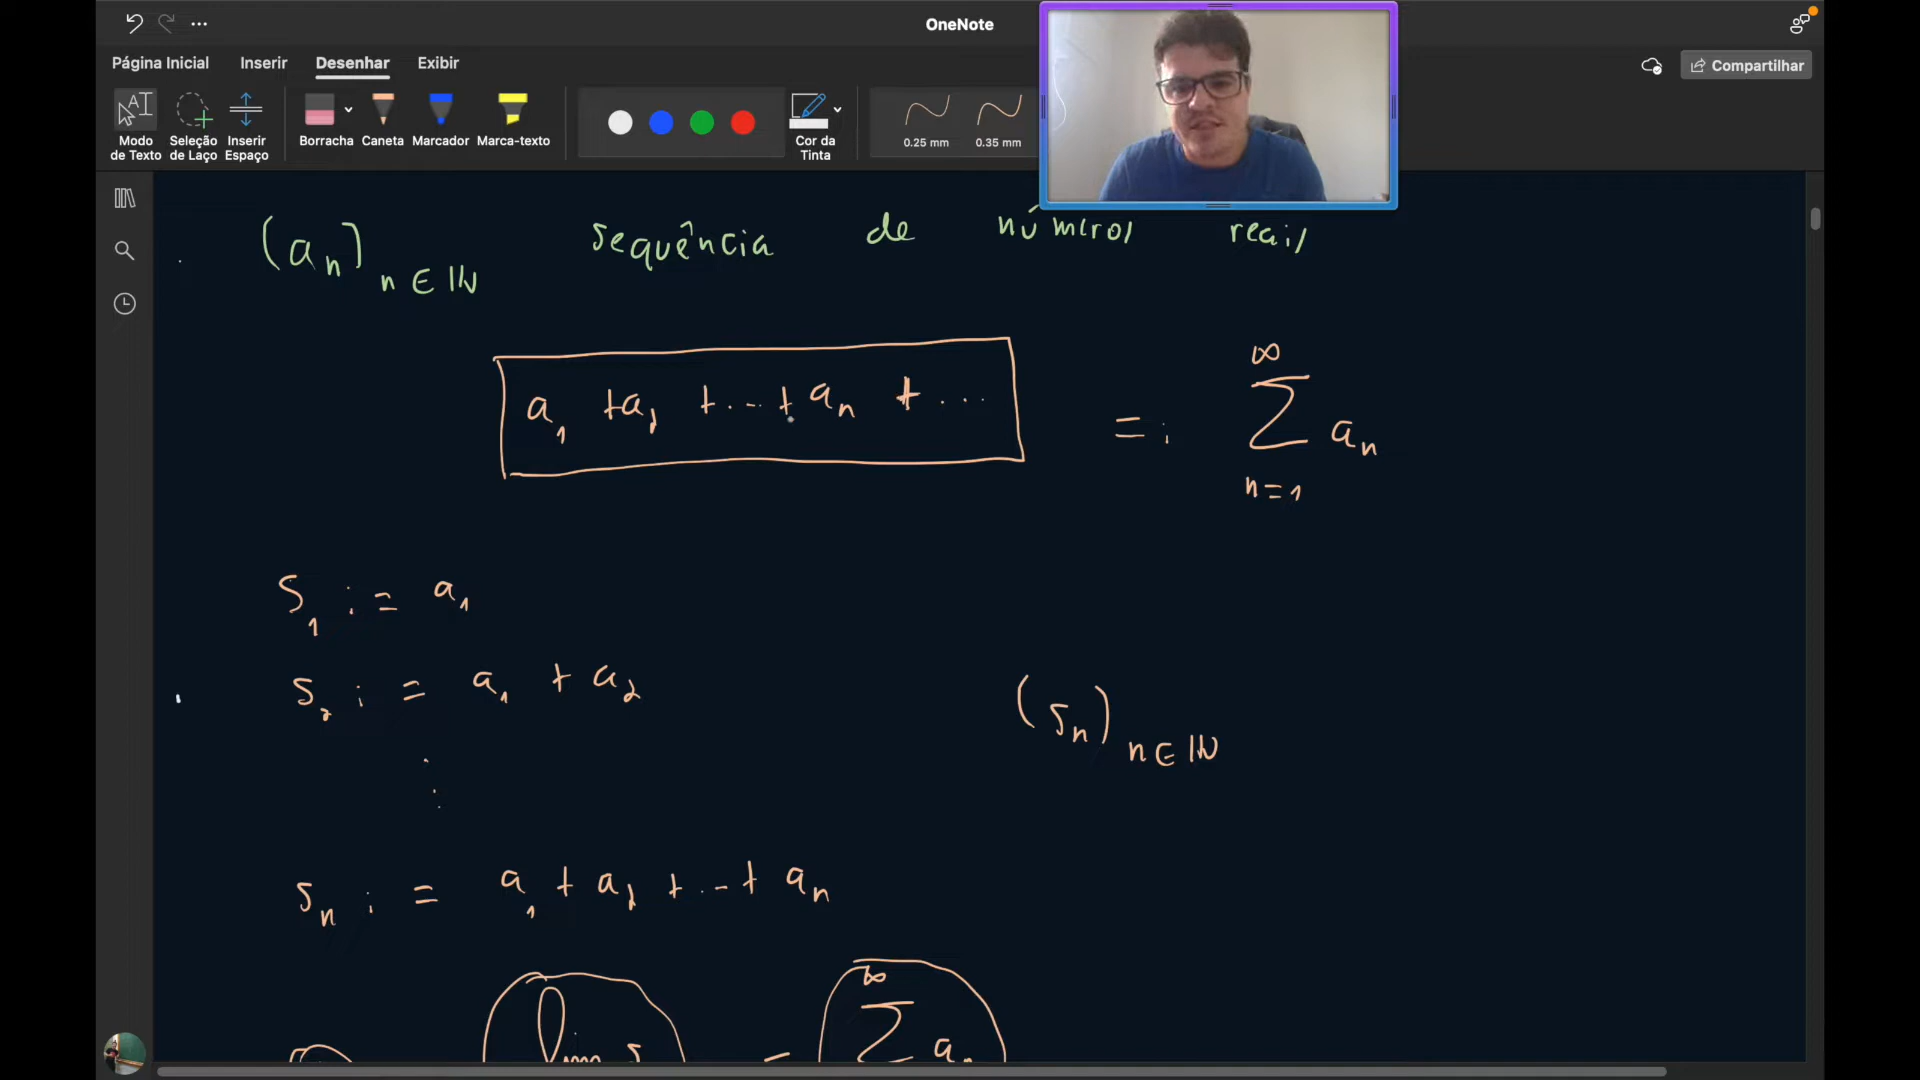 OneNote
Página Inicial Inserir Desenhar Exibir
Compartilhar
Modo de Texto
Seleção de Laço
Inserir Espaço
Borracha
Caneta
Marcador
Marca-texto
Cor da Tinta
0.25 mm
0.35 mm
(aₙ)ₙ∈ℕ sequência de números reais
a₁ + a₂ + ... + aₙ + ... =: ∑ₙ₌₁^∞ aₙ
S₁ := a₁
S₂ := a₁ + a₂
⋮
(Sₙ)ₙ∈ℕ
Sₙ := a₁ + a₂ + ... + aₙ
lim S = ∑^∞ aₙ